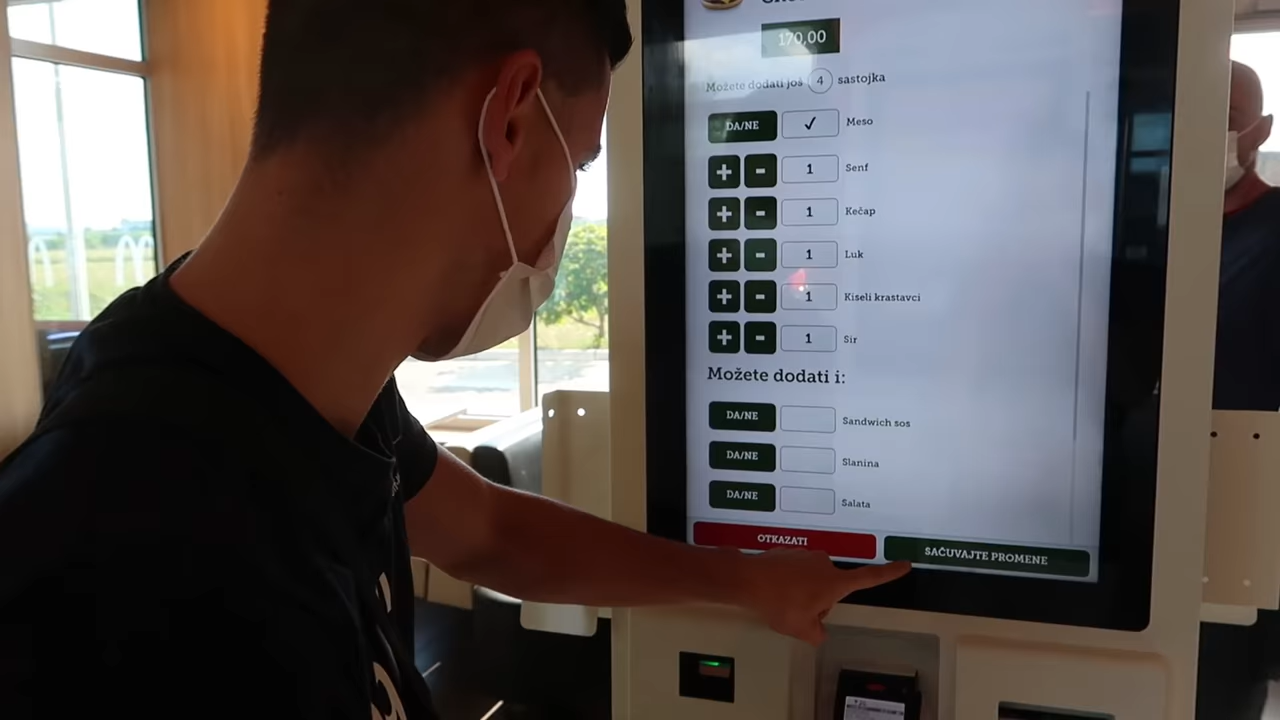 170,00
Možete dodati još 4 sastojka
DA/NE ✓ Meso
+ - 1 Senf
+ - 1 Kečap
+ - 1 Luk
+ - 1 Kiseli krastavci
+ - 1 Sir
Možete dodati i:
DA/NE Sandwich sos
DA/NE Slanina
DA/NE Salata
OTKAZATI SAČUVAJTE PROMENE